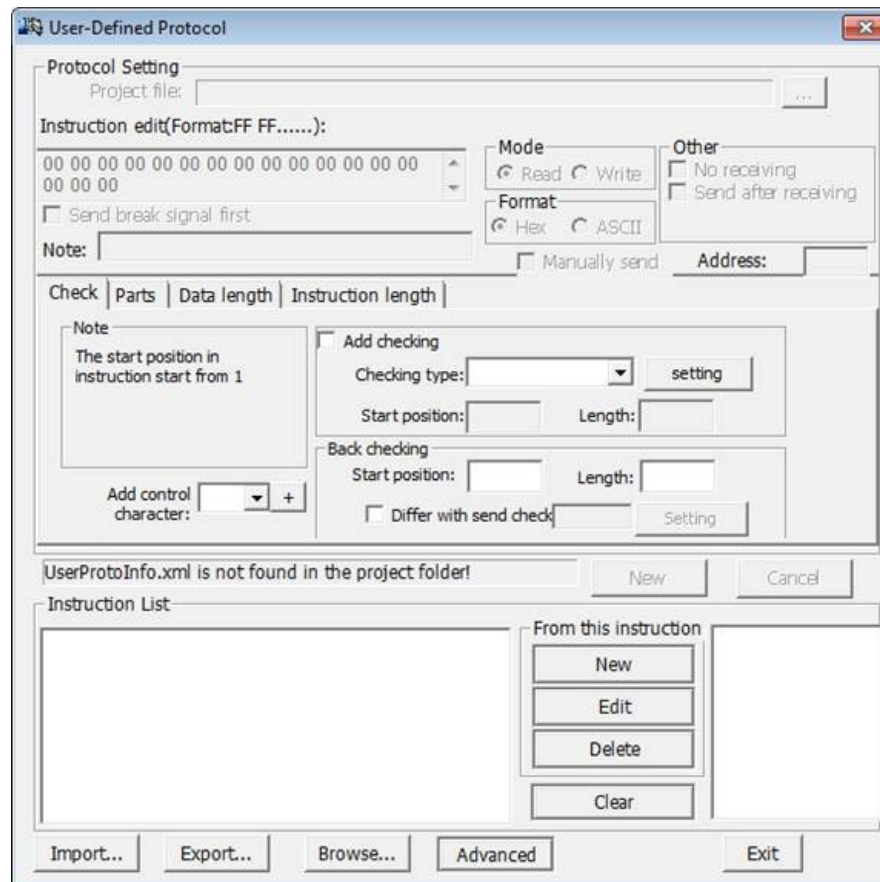 User-Defined Protocol
Protocol Setting
Project file:
...
Instruction edit(Format:FF FF......):
00 00 00 00 00 00 00 00 00 00 00 00 00 00
00 00 00
Send break signal first
Note:
Mode
Read Write
Format
Hex ASCII
Other
No receiving
Send after receiving
Manually send
Address:
Check Parts Data length Instruction length
Note
The start position in
instruction start from 1
Add control
character:
+
Add checking
Checking type:
setting
Start position: Length:
Back checking
Start position: Length:
Differ with send check
Setting
UserProtoInfo.xml is not found in the project folder!
New
Cancel
Instruction List
From this instruction
New
Edit
Delete
Clear
Import...
Export...
Browse...
Advanced
Exit